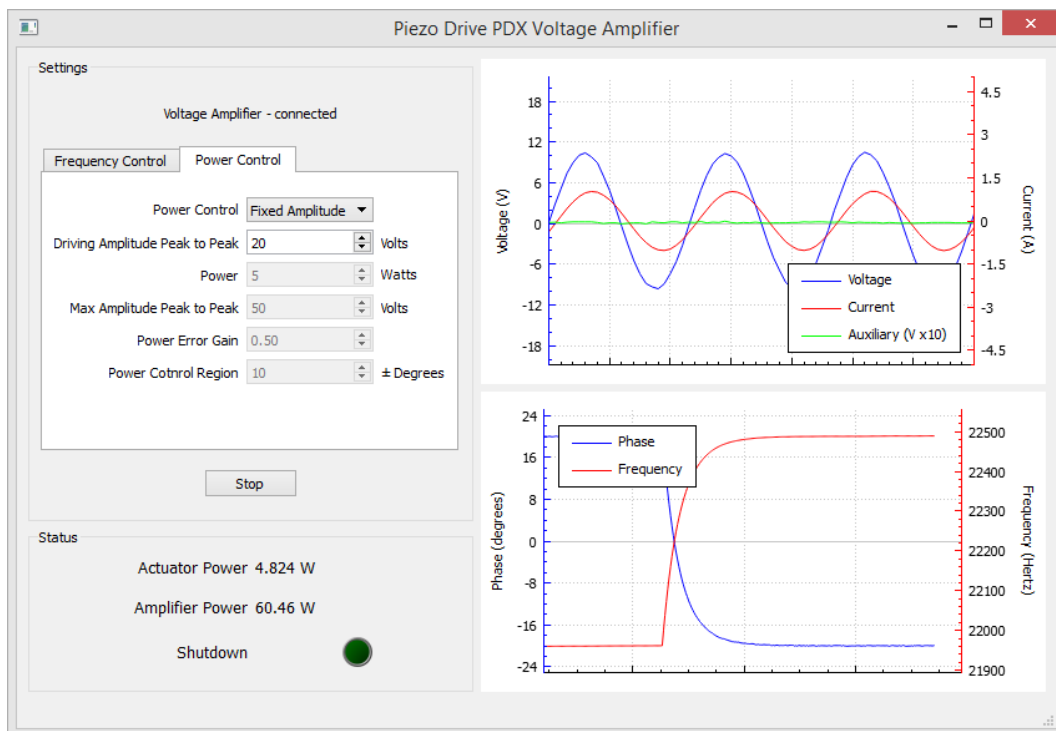 Piezo Drive PDX Voltage Amplifier
Settings
Voltage Amplifier - connected
Frequency Control Power Control
Power Control Fixed Amplitude
Driving Amplitude Peak to Peak 20 Volts
Power 5 Watts
Max Amplitude Peak to Peak 50 Volts
Power Error Gain 0.50
Power Cotnrol Region 10 ± Degrees
Stop
Status
Actuator Power 4.824 W
Amplifier Power 60.46 W
Shutdown
Voltage (V)
18
12
6
0
-6
-12
-18
4.5
3
1.5
0
-1.5
-3
-4.5
Current (A)
Voltage
Current
Auxiliary (V x10)
Phase (degrees)
24
16
8
0
-8
-16
-24
22500
22400
22300
22200
22100
22000
21900
Frequency (Hertz)
Phase
Frequency